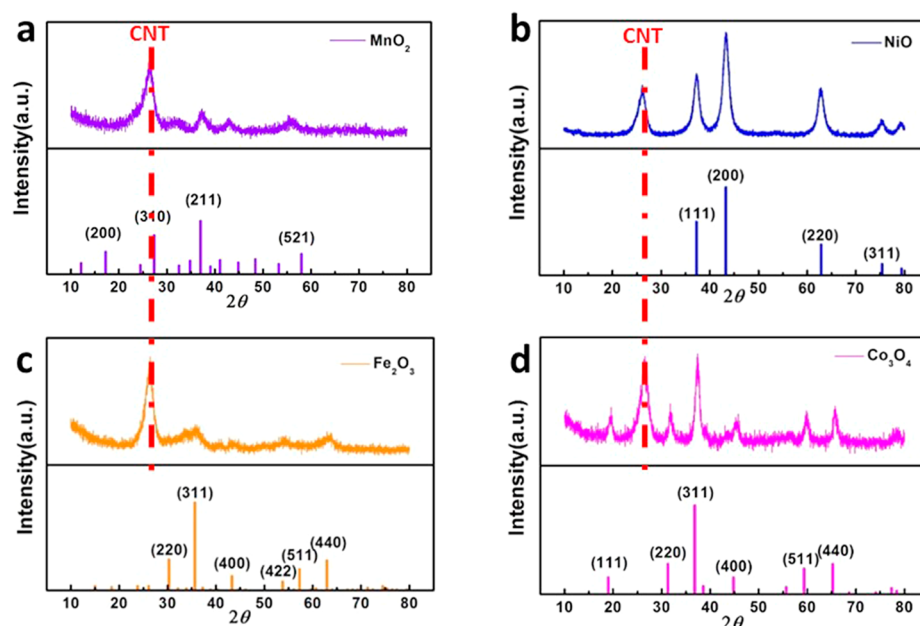 a
CNT
MnO2
Intensity(a.u.)
(200)
(310)
(211)
(521)
10 20 30 40 50 60 70 80
2θ
b
CNT
NiO
Intensity(a.u.)
(111)
(200)
(220)
(311)
10 20 30 40 50 60 70 80
2θ
c
Fe2O3
Intensity(a.u.)
(220)
(311)
(400)
(422)
(511)
(440)
10 20 30 40 50 60 70 80
2θ
d
Co3O4
Intensity(a.u.)
(111)
(220)
(311)
(400)
(511)
(440)
10 20 30 40 50 60 70 80
2θ